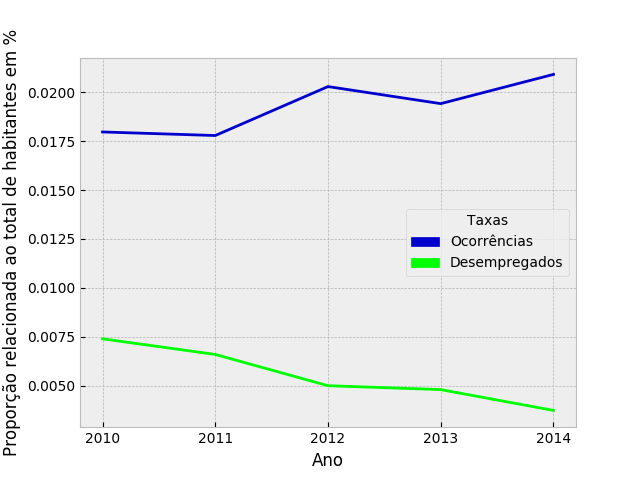 Proporção relacionada ao total de habitantes em %
0.0200
0.0175
0.0150
0.0125
0.0100
0.0075
0.0050
Taxas
Ocorrências
Desempregados
2010 2011 2012 2013 2014
Ano